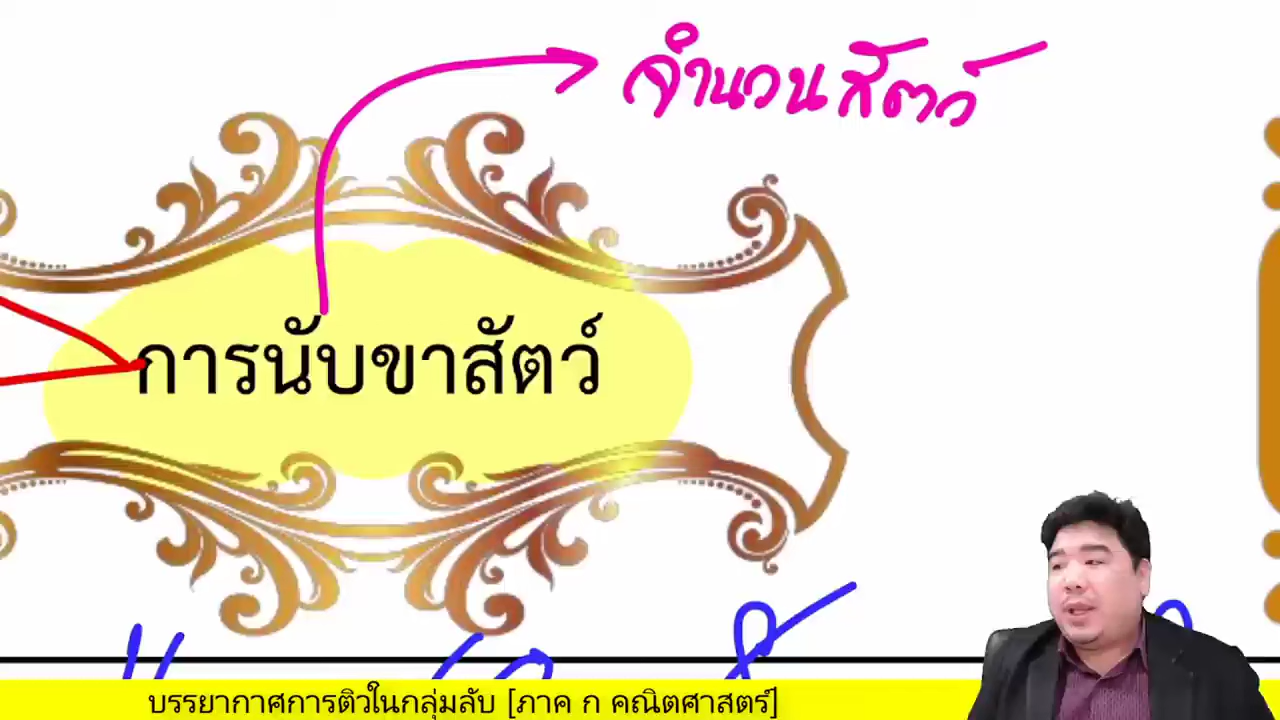 จำนวนสัตว์
การนับขาสัตว์
บรรยากาศการติวในกลุ่มลับ [ภาค ก คณิตศาสตร์]